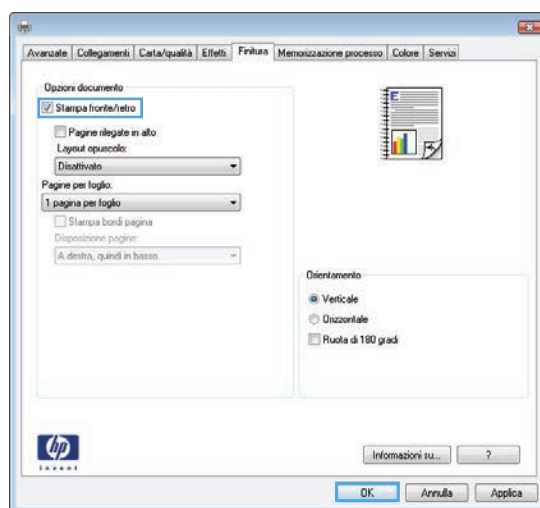 Avanzate Collegamenti Carta/qualità Effetti Finitura Memorizzazione processo Colore Servizi
Opzioni documento
Stampa fronte/retro
Pagine rilegate in alto
Layout opuscolo:
Disattivato
Pagine per foglio:
1 pagina per foglio
Stampa bordi pagina
Disposizione pagine:
A destra, quindi in basso
E
Orientamento
Verticale
Orizzontale
Ruota di 180 gradi
hp
invent
Informazioni su... ?
OK Annulla Applica